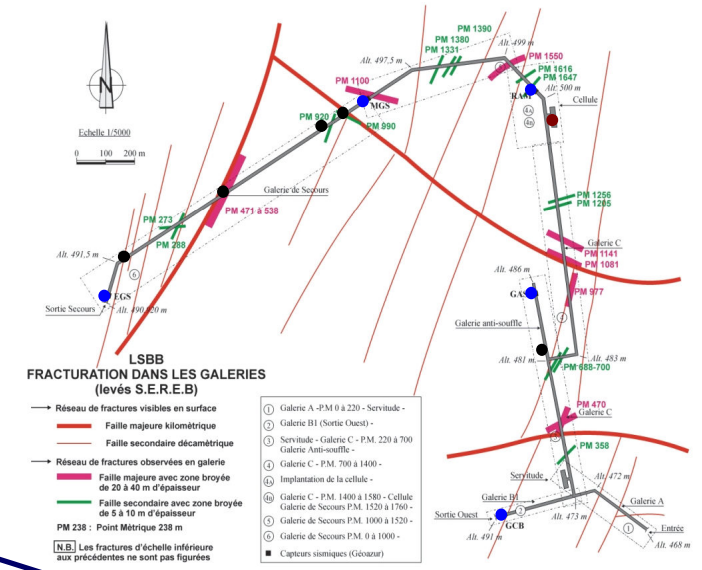 PM 1390
PM 1380
PM 1331
Alt. 497,5 m
Alt. 499 m
PM 1550
PM 1616
PM 1647
Alt. 500 m
N
PM 1100
MGS
RAM
Cellule
4A
4B
Echelle 1/5000
0 100 200 m
PM 920
PM 990
Galerie de Secours
PM 471 à 538
PM 273
PM 288
PM 1256
PM 1205
Galerie C
PM 1141
PM 1081
Alt. 491,5 m
6
EGS
Sortie Secours
Alt. 490,920 m
Alt. 486 m
GAS
PM 977
4
Galerie anti-souffle
Alt. 481 m
Alt. 483 m
PM 688-700
PM 470
Galerie C
3
PM 358
Servitude
Alt. 472 m
Galerie B1
Galerie A
Sortie Ouest
2
GCB
Alt. 473 m
1
Entrée
Alt. 491 m
Alt. 468 m
LSBB
FRACTURATION DANS LES GALERIES
(levés S.E.R.E.B)
Réseau de fractures visibles en surface
Faille majeure kilométrique
Faille secondaire décamétrique
Réseau de fractures observées en galerie
Faille majeure avec zone broyée
de 20 à 40 m d'épaisseur
Faille secondaire avec zone broyée
de 5 à 10 m d'épaisseur
PM 238 : Point Métrique 238 m
N.B. Les fractures d'échelle inférieure
aux précédentes ne sont pas figurées
1 Galerie A -P.M 0 à 220 - Servitude -
2 Galerie B1 (Sortie Ouest) -
3 Servitude - Galerie C - P.M. 220 à 700
Galerie Anti-souffle -
4 Galerie C - P.M. 700 à 1400 -
4A Implantation de la cellule -
4B Galerie C - P.M. 1400 à 1580 - Cellule
Galerie de Secours P.M. 1520 à 1760 -
5 Galerie de Secours P.M. 1000 à 1520 -
6 Galerie de Secours P.M. 0 à 1000 -
Capteurs sismiques (Géoazur)